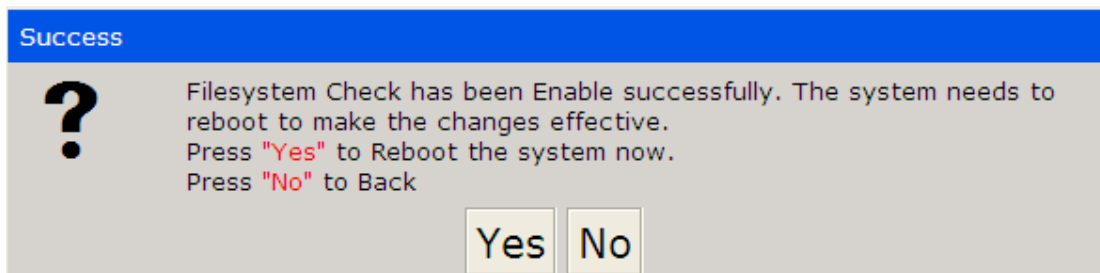 Success
Filesystem Check has been Enable successfully. The system needs to
reboot to make the changes effective.
Press "Yes" to Reboot the system now.
Press "No" to Back
Yes No